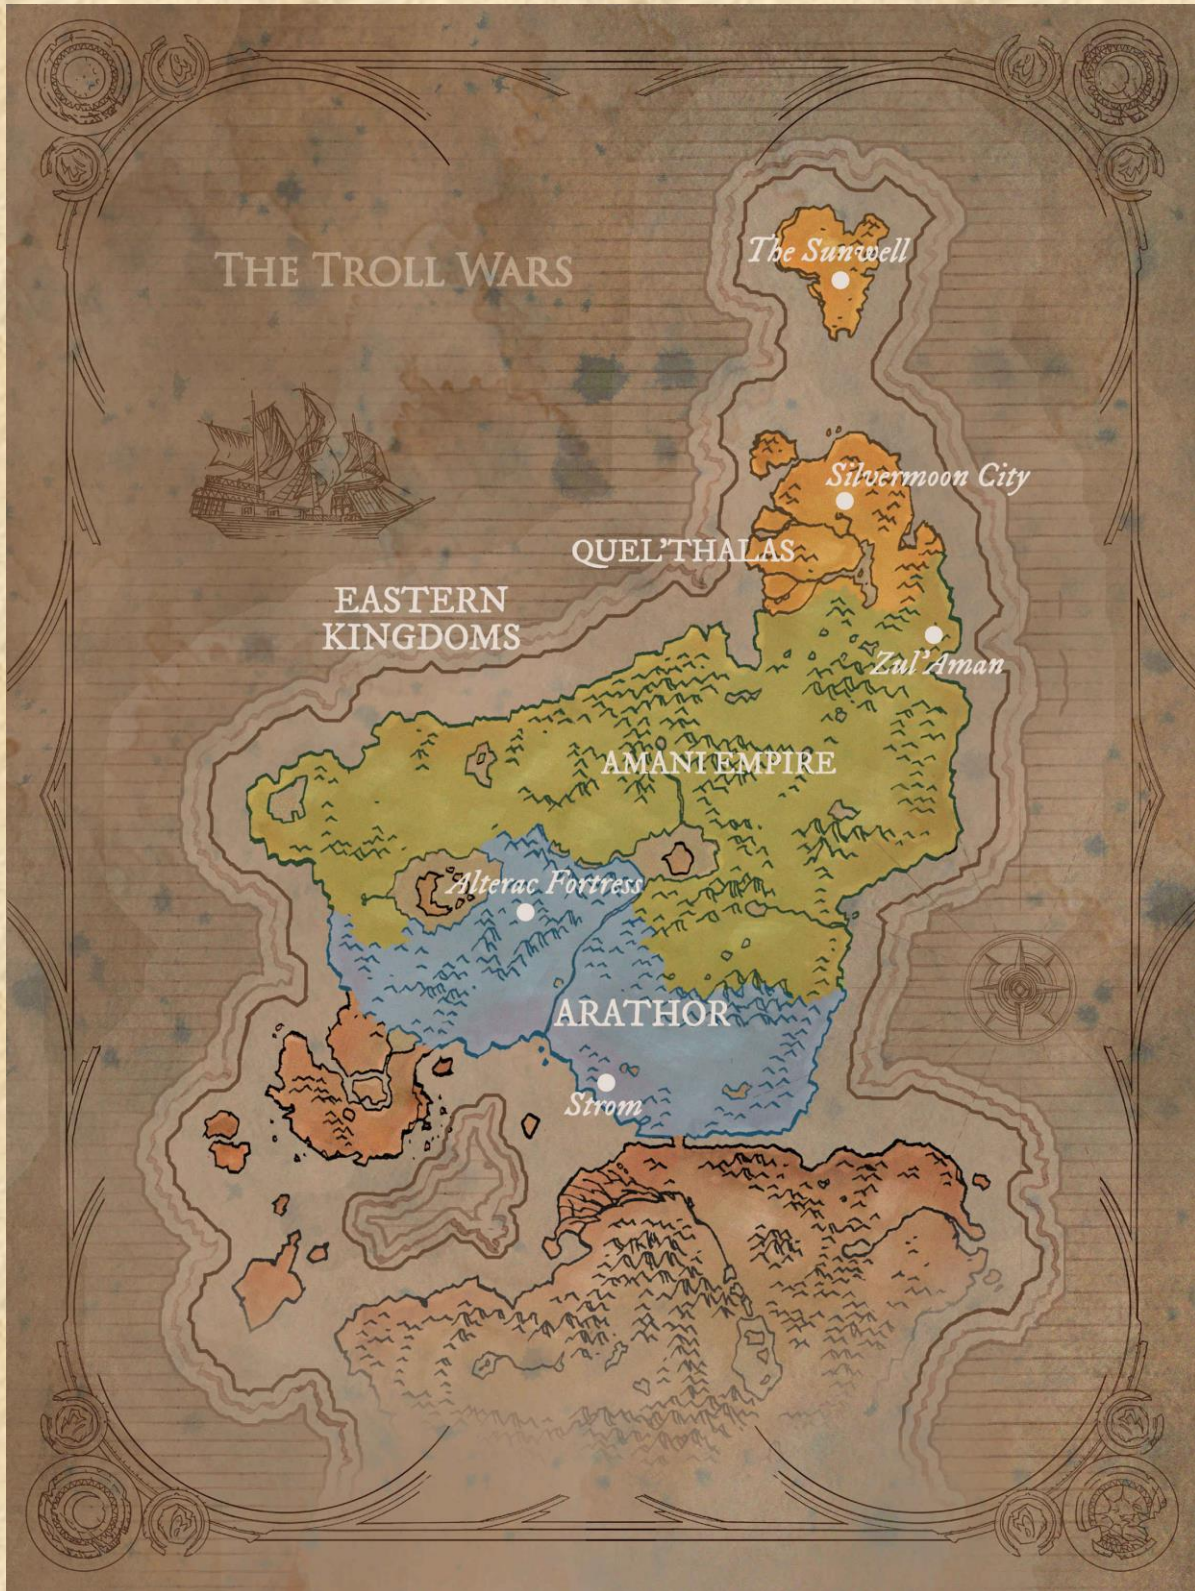 THE TROLL WARS
The Sunwell
Silvermoon City
QUEL'THALAS
EASTERN
KINGDOMS
Zul'Aman
AMANI EMPIRE
Alterac Fortress
ARATHOR
Strom